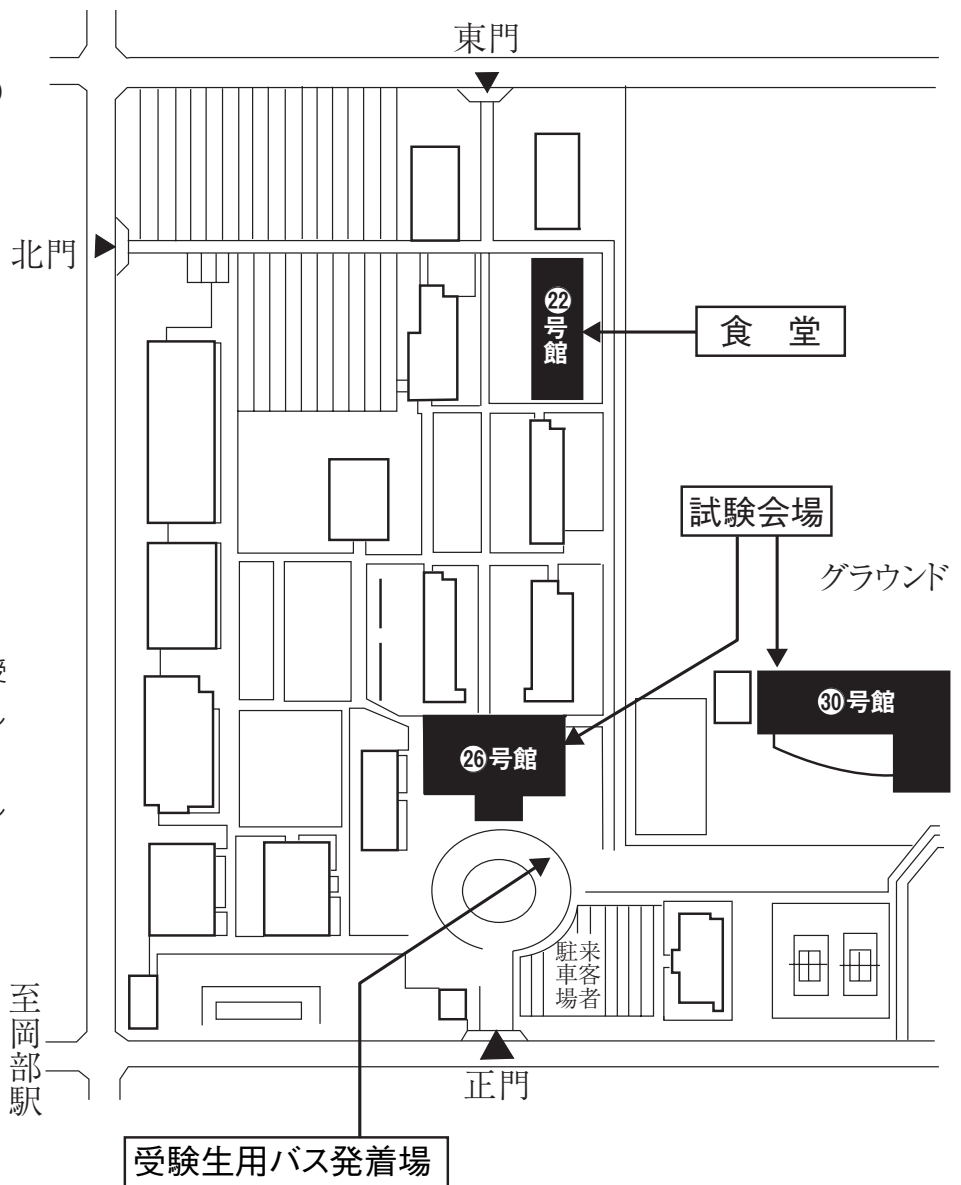 東門
北門
㉒号館
食 堂
試験会場
グラウンド
㉚号館
㉖号館
来客者
駐車場
至岡部駅
正門
受験生用バス発着場